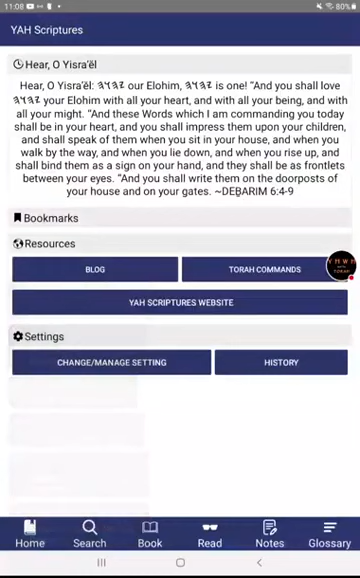 11:08
80%
YAH Scriptures
Hear, O Yisra'ĕl
Hear, O Yisra'ĕl: 𐤉𐤄𐤅𐤄 our Elohim, 𐤉𐤄𐤅𐤄 is one! "And you shall love
𐤉𐤄𐤅𐤄 your Elohim with all your heart, and with all your being, and with
all your might. "And these Words which I am commanding you today
shall be in your heart, and you shall impress them upon your children,
and shall speak of them when you sit in your house, and when you
walk by the way, and when you lie down, and when you rise up, and
shall bind them as a sign on your hand, and they shall be as frontlets
between your eyes. "And you shall write them on the doorposts of
your house and on your gates. ~DEḆARIM 6:4-9
Bookmarks
Resources
BLOG
TORAH COMMANDS
YHWH
TORAH
YAH SCRIPTURES WEBSITE
Settings
CHANGE/MANAGE SETTING
HISTORY
Home
Search
Book
Read
Notes
Glossary